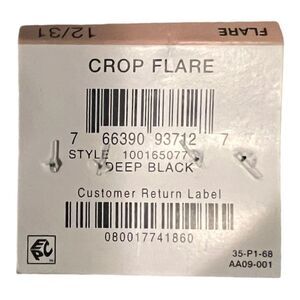 12/31 FLARE
CROP FLARE
7 66390 93712 7
STYLE 100165077
DEEP BLACK
Customer Return Label
080017741860
EPC
35-P1-68
AA09-001